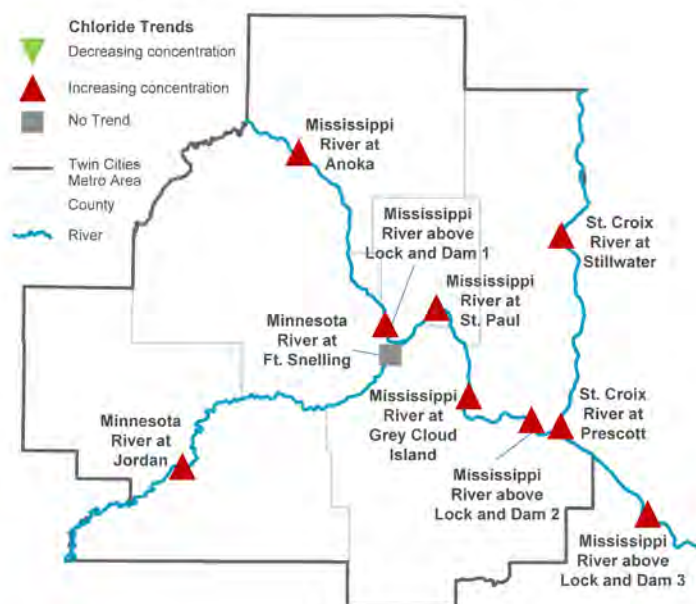 Chloride Trends
Decreasing concentration
Increasing concentration
No Trend
Twin Cities
Metro Area
County
River
Mississippi
River at
Anoka
Mississippi
River above
Lock and Dam 1
St. Croix
River at
Stillwater
Mississippi
River at
St. Paul
Minnesota
River at
Ft. Snelling
Mississippi
River at
Grey Cloud
Island
St. Croix
River at
Prescott
Minnesota
River at
Jordan
Mississippi
River above
Lock and Dam 2
Mississippi
River above
Lock and Dam 3